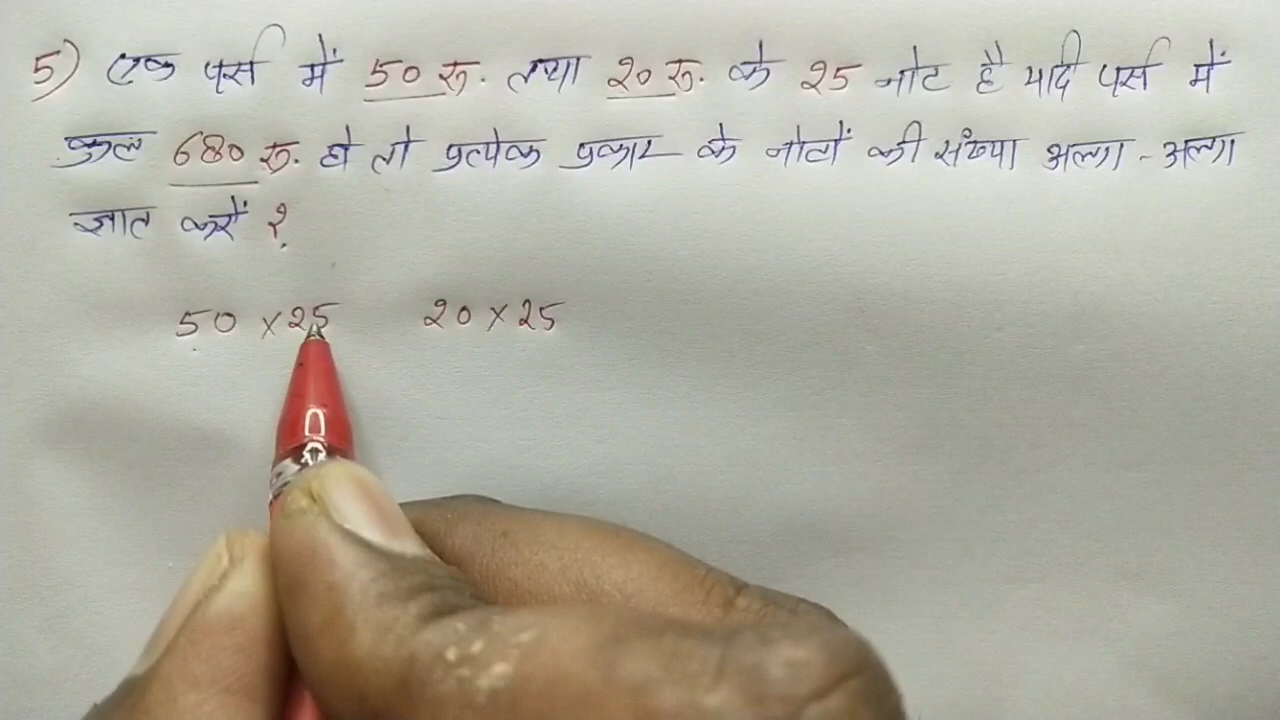 5) एक पर्स में 50 रु. तथा 20 रु. के 25 नोट है यदि पर्स में
कुल 680 रु. हो तो प्रत्येक प्रकार के नोटों की संख्या अलग - अलग
ज्ञात करें ?
50 × 25 20 × 25